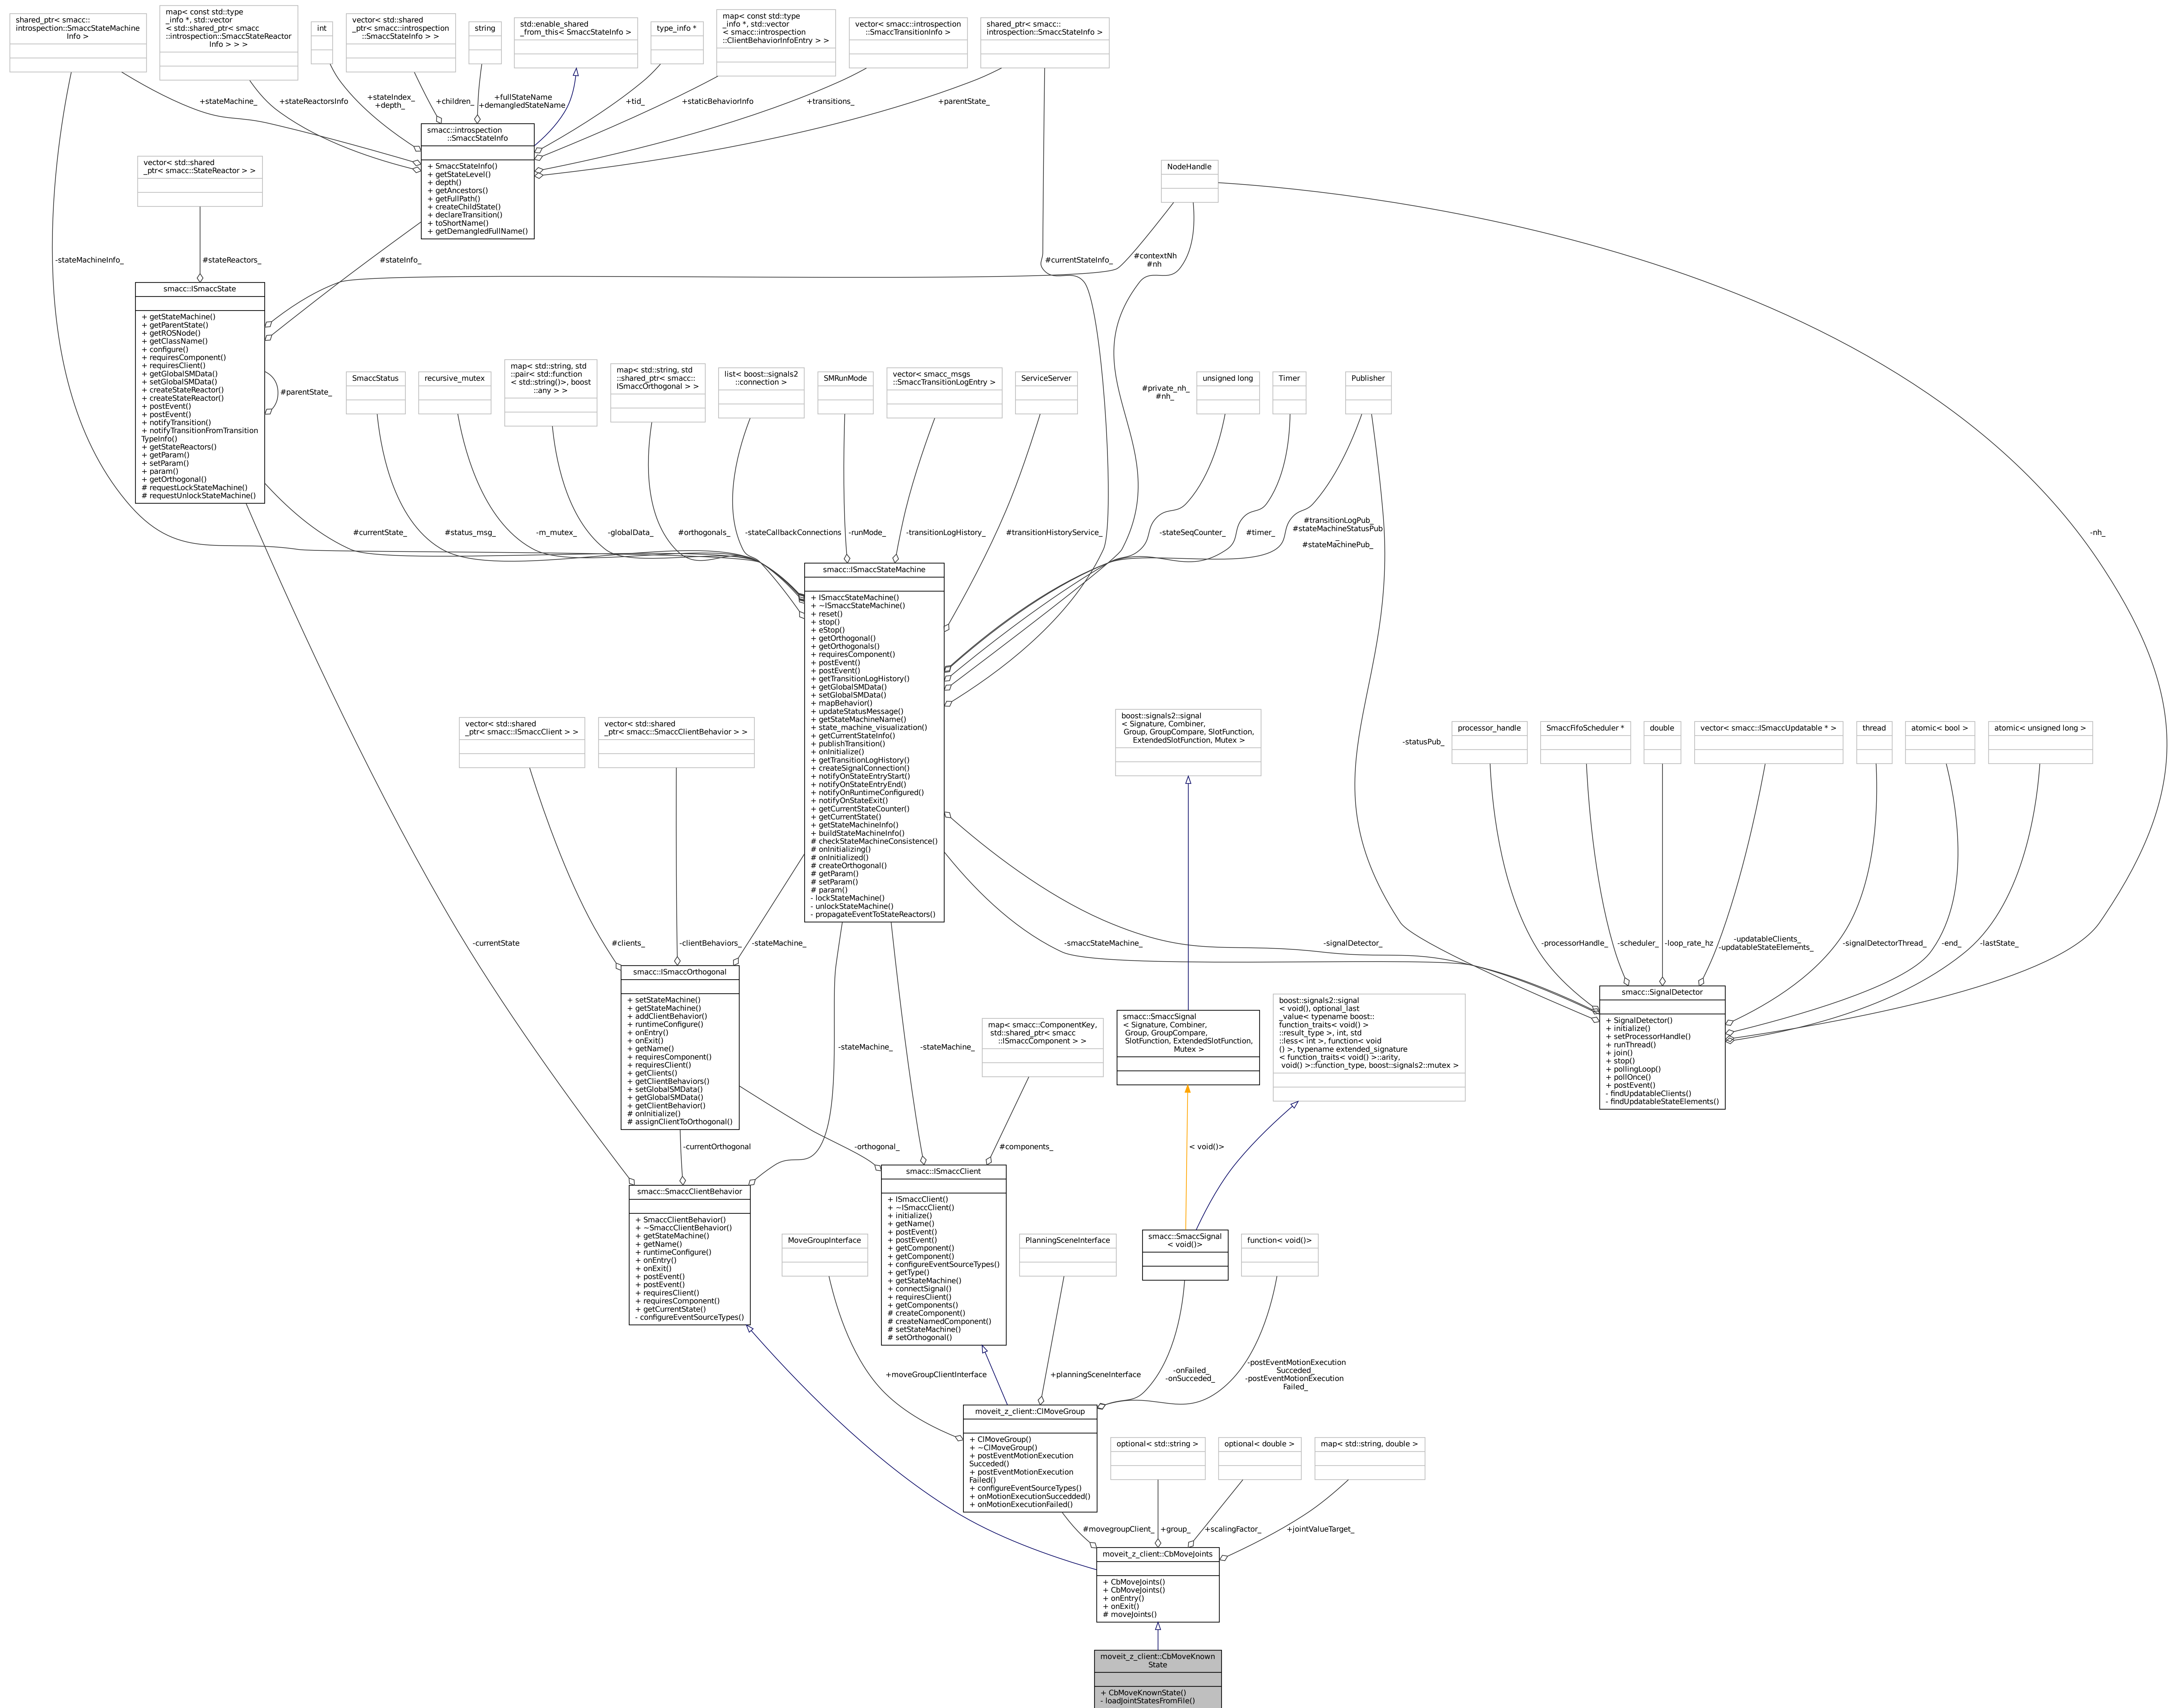 shared_ptr< smacc::
introspection::SmaccStateMachine
Info >
map< const std::type
_info *, std::vector
< std::shared_ptr< smacc
::introspection::SmaccStateReactor
Info > > >
int
vector< std::shared
_ptr< smacc::introspection
::SmaccStateInfo > >
string
std::enable_shared
_from_this< SmaccStateInfo >
type_info *
map< const std::type
_info *, std::vector
< smacc::introspection
::ClientBehaviorInfoEntry > >
vector< smacc::introspection
::SmaccTransitionInfo >
shared_ptr< smacc::
introspection::SmaccStateInfo >
+stateMachine_
+stateReactorsInfo
+stateIndex_
+depth_
+children_
+fullStateName
+demangledStateName
+tid_
+staticBehaviorInfo
+transitions_
+parentState_
smacc::introspection
::SmaccStateInfo
+ SmaccStateInfo()
+ getStateLevel()
+ depth()
+ getAncestors()
+ getFullPath()
+ createChildState()
+ declareTransition()
+ toShortName()
+ getDemangledFullName()
vector< std::shared
_ptr< smacc::StateReactor > >
NodeHandle
-stateMachineInfo_
#stateReactors_
#stateInfo_
#currentStateInfo_
#contextNh
#nh
smacc::ISmaccState
+ getStateMachine()
+ getParentState()
+ getROSNode()
+ getClassName()
+ configure()
+ requiresComponent()
+ requiresClient()
+ getGlobalSMData()
+ setGlobalSMData()
+ createStateReactor()
+ createStateReactor()
+ postEvent()
+ postEvent()
+ notifyTransition()
+ notifyTransitionFromTransition
TypeInfo()
+ getStateReactors()
+ getParam()
+ setParam()
+ param()
+ getOrthogonal()
# requestLockStateMachine()
# requestUnlockStateMachine()
#parentState_
SmaccStatus
recursive_mutex
map< std::string, std
::pair< std::function
< std::string()>, boost
::any > >
map< std::string, std
::shared_ptr< smacc::
ISmaccOrthogonal > >
list< boost::signals2
::connection >
SMRunMode
vector< smacc_msgs
::SmaccTransitionLogEntry >
ServiceServer
#private_nh_
#nh_
unsigned long
Timer
Publisher
#currentState_
#status_msg_
-m_mutex_
-globalData_
#orthogonals_
-stateCallbackConnections
-runMode_
-transitionLogHistory_
#transitionHistoryService_
-stateSeqCounter_
#timer_
#transitionLogPub_
#stateMachineStatusPub
_
#stateMachinePub_
-nh_
smacc::ISmaccStateMachine
+ ISmaccStateMachine()
+ ~ISmaccStateMachine()
+ reset()
+ stop()
+ eStop()
+ getOrthogonal()
+ getOrthogonals()
+ requiresComponent()
+ postEvent()
+ postEvent()
+ getTransitionLogHistory()
+ getGlobalSMData()
+ setGlobalSMData()
+ mapBehavior()
+ updateStatusMessage()
+ getStateMachineName()
+ state_machine_visualization()
+ getCurrentStateInfo()
+ publishTransition()
+ onInitialize()
+ getTransitionLogHistory()
+ createSignalConnection()
+ notifyOnStateEntryStart()
+ notifyOnStateEntryEnd()
+ notifyOnRuntimeConfigured()
+ notifyOnStateExit()
+ getCurrentStateCounter()
+ getCurrentState()
+ getStateMachineInfo()
+ buildStateMachineInfo()
# checkStateMachineConsistence()
# onInitializing()
# onInitialized()
# createOrthogonal()
# getParam()
# setParam()
# param()
- lockStateMachine()
- unlockStateMachine()
- propagateEventToStateReactors()
vector< std::shared
_ptr< smacc::ISmaccClient > >
vector< std::shared
_ptr< smacc::SmaccClientBehavior > >
boost::signals2::signal
< Signature, Combiner,
Group, GroupCompare, SlotFunction,
ExtendedSlotFunction, Mutex >
-statusPub_
processor_handle
SmaccFifoScheduler *
double
vector< smacc::ISmaccUpdatable * >
thread
atomic< bool >
atomic< unsigned long >
-currentState
#clients_
-clientBehaviors_
-stateMachine_
-smaccStateMachine_
-signalDetector_
-processorHandle_
-scheduler_
-loop_rate_hz
-updatableClients_
-updatableStateElements_
-signalDetectorThread_
-end_
-lastState_
smacc::ISmaccOrthogonal
+ setStateMachine()
+ getStateMachine()
+ addClientBehavior()
+ runtimeConfigure()
+ onEntry()
+ onExit()
+ getName()
+ requiresComponent()
+ requiresClient()
+ getClients()
+ getClientBehaviors()
+ setGlobalSMData()
+ getGlobalSMData()
+ getClientBehavior()
# onInitialize()
# assignClientToOrthogonal()
-stateMachine_
-stateMachine_
map< smacc::ComponentKey,
std::shared_ptr< smacc
::ISmaccComponent > >
smacc::SmaccSignal
< Signature, Combiner,
Group, GroupCompare,
SlotFunction, ExtendedSlotFunction,
Mutex >
boost::signals2::signal
< void(), optional_last
_value< typename boost::
function_traits< void() >
::result_type >, int, std
::less< int >, function< void
() >, typename extended_signature
< function_traits< void() >::arity,
void() >::function_type, boost::signals2::mutex >
smacc::SignalDetector
+ SignalDetector()
+ initialize()
+ setProcessorHandle()
+ runThread()
+ join()
+ stop()
+ pollingLoop()
+ pollOnce()
+ postEvent()
- findUpdatableClients()
- findUpdatableStateElements()
-currentOrthogonal
-orthogonal_
#components_
< void()>
smacc::SmaccClientBehavior
+ SmaccClientBehavior()
+ ~SmaccClientBehavior()
+ getStateMachine()
+ getName()
+ runtimeConfigure()
+ onEntry()
+ onExit()
+ postEvent()
+ postEvent()
+ requiresClient()
+ requiresComponent()
+ getCurrentState()
- configureEventSourceTypes()
MoveGroupInterface
smacc::ISmaccClient
+ ISmaccClient()
+ ~ISmaccClient()
+ initialize()
+ getName()
+ postEvent()
+ postEvent()
+ getComponent()
+ getComponent()
+ configureEventSourceTypes()
+ getType()
+ getStateMachine()
+ connectSignal()
+ requiresClient()
+ getComponents()
# createComponent()
# createNamedComponent()
# setStateMachine()
# setOrthogonal()
PlanningSceneInterface
smacc::SmaccSignal
< void()>
function< void()>
+moveGroupClientInterface
+planningSceneInterface
-onFailed_
-onSucceded_
-postEventMotionExecution
Succeded_
-postEventMotionExecution
Failed_
moveit_z_client::ClMoveGroup
+ ClMoveGroup()
+ ~ClMoveGroup()
+ postEventMotionExecution
Succeded()
+ postEventMotionExecution
Failed()
+ configureEventSourceTypes()
+ onMotionExecutionSuccedded()
+ onMotionExecutionFailed()
optional< std::string >
optional< double >
map< std::string, double >
#movegroupClient_
+group_
+scalingFactor_
+jointValueTarget_
moveit_z_client::CbMoveJoints
+ CbMoveJoints()
+ CbMoveJoints()
+ onEntry()
+ onExit()
# moveJoints()
moveit_z_client::CbMoveKnown
State
+ CbMoveKnownState()
- loadJointStatesFromFile()